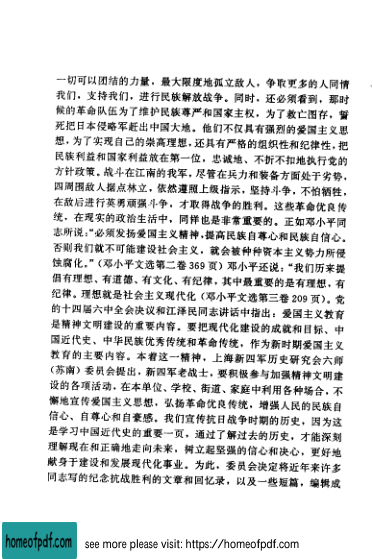 一切可以团结的力量，最大限度地孤立敌人，争取更多的人同情
我们，支持我们，进行民族解放战争。同时，还必须看到，那时
候的革命队伍为了维护民族尊严和国家主权，为了救亡图存，誓
死把日本侵略军赶出中国大地。他们不仅具有强烈的爱国主义思
想，为了实现自己的崇高理想，还具有严格的组织性和纪律性，把
民族利益和国家利益放在第一位，忠诚地、不折不扣地执行党的
方针政策。战斗在江南的我军，尽管在兵力和装备方面处于劣势，
四周围敌人据点林立，依然遵照上级指示，坚持斗争，不怕牺牲，
在敌后进行英勇顽强斗争，才取得战争的胜利。这些革命优良传
统，在现实的政治生活中，同样也是非常重要的。正如邓小平同
志所说：“必须发扬爱国主义精神，提高民族自尊心和民族自信心。
否则我们就不可能建设社会主义，就会被种种资本主义势力所侵
蚀腐化。”（邓小平文选第二卷 369 页）邓小平还说：“我们历来提
倡有理想、有道德、有文化、有纪律，其中最重要的是有理想，有
纪律。理想就是社会主义现代化（邓小平文选第三卷 209 页）。党
的十四届六中全会决议和江泽民同志讲话中指出：爱国主义教育
是精神文明建设的重要内容。要把现代化建设的成就和目标、中
国近代史、中华民族优秀传统和革命传统，作为新时期爱国主义
教育的主要内容。本着这一精神，上海新四军历史研究会六师
（苏南）委员会提出，新四军老战士，要积极参与加强精神文明建
设的各项活动，在本单位、学校、街道、家庭中利用各种场合，不
懈地宣传爱国主义思想，弘扬革命优良传统，增强人民的民族自
信心、自尊心和自豪感。我们宣传抗日战争时期的历史，因为这
是学习中国近代史的重要一页，通过了解过去的历史，才能深刻
理解现在和正确地走向未来，树立起坚强的信心和决心，更好地
献身于建设和发展现代化事业。为此，委员会决定将近年来许多
同志写的纪念抗战胜利的文章和回忆录，以及一些短篇，编辑成
homeofpdf.com
see more please visit: https://homeofpdf.com